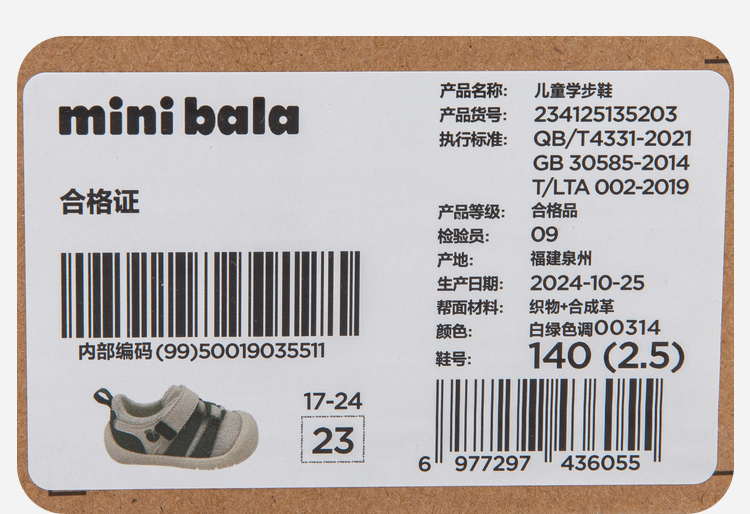 mini bala
合格证
内部编码 (99)50019035511
17-24
23
产品名称: 儿童学步鞋
产品货号: 234125135203
执行标准: QB/T4331-2021
GB 30585-2014
T/LTA 002-2019
产品等级: 合格品
检验员: 09
产地: 福建泉州
生产日期: 2024-10-25
帮面材料: 织物+合成革
颜色: 白绿色调00314
鞋号: 140 (2.5)
6 977297 436055